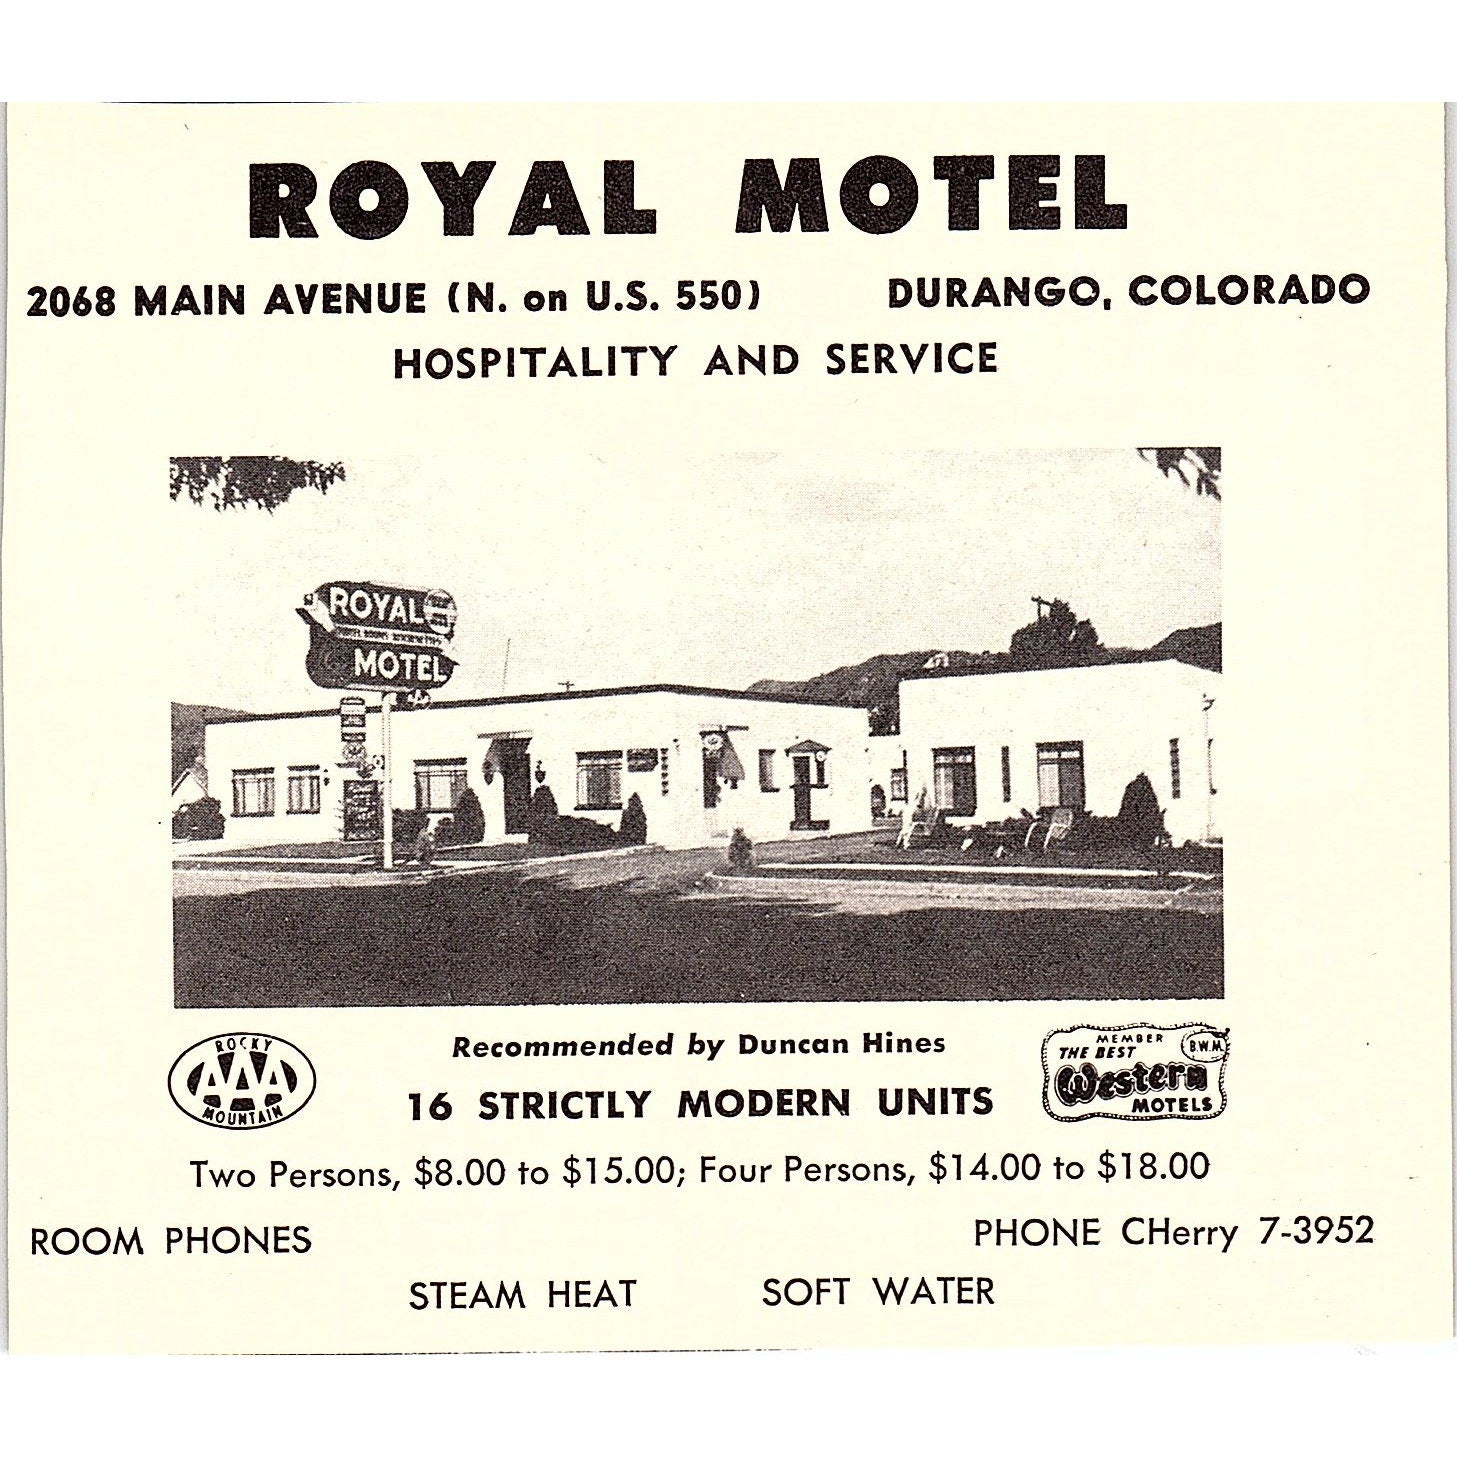 ROYAL MOTEL
2068 MAIN AVENUE (N. on U.S. 550) DURANGO, COLORADO
HOSPITALITY AND SERVICE
ROYAL
MOTEL
ROCKY
AAA
MOUNTAIN
Recommended by Duncan Hines
16 STRICTLY MODERN UNITS
MEMBER
THE BEST
B.W.M.
Western
MOTELS
Two Persons, $8.00 to $15.00; Four Persons, $14.00 to $18.00
ROOM PHONES PHONE CHerry 7-3952
STEAM HEAT SOFT WATER